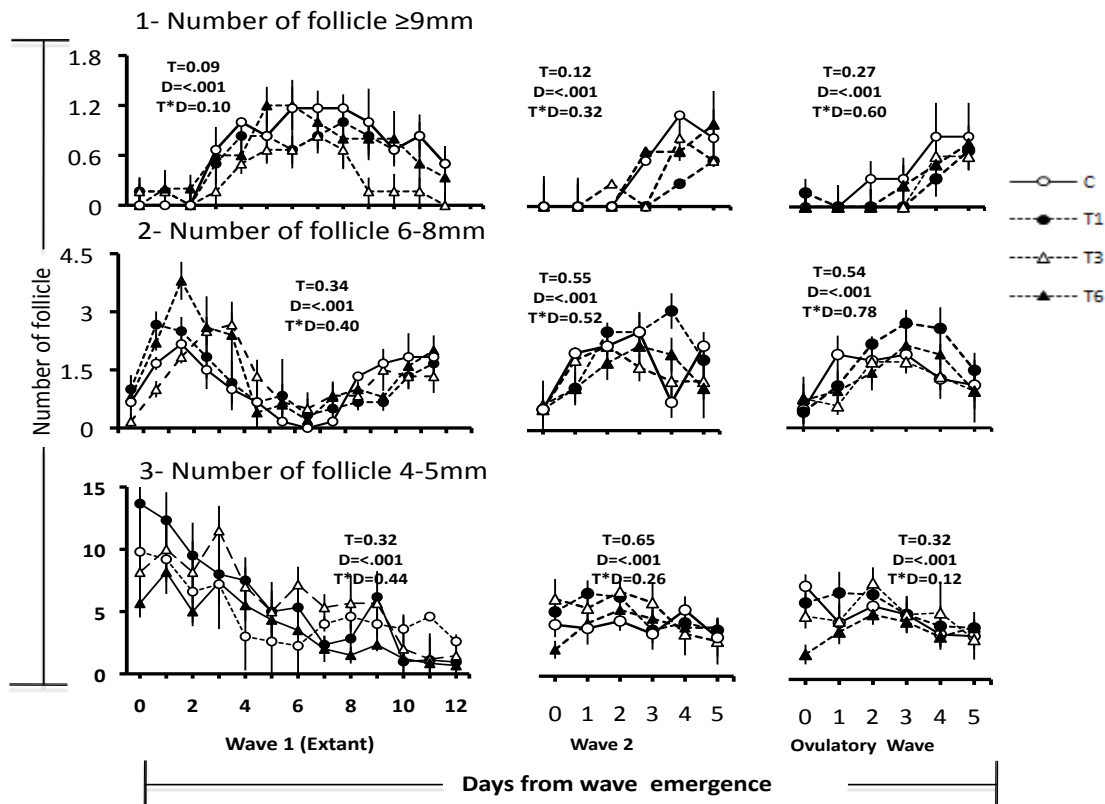 1- Number of follicle ≥9mm
1.8
1.2
0.6
0
T=0.09
D=<.001
T*D=0.10
T=0.12
D=<.001
T*D=0.32
T=0.27
D=<.001
T*D=0.60
C
T1
T3
T6
2- Number of follicle 6-8mm
4.5
3
1.5
0
T=0.34
D=<.001
T*D=0.40
T=0.55
D=<.001
T*D=0.52
T=0.54
D=<.001
T*D=0.78
Number of follicle
3- Number of follicle 4-5mm
15
10
5
0
T=0.32
D=<.001
T*D=0.44
T=0.65
D=<.001
T*D=0.26
T=0.32
D=<.001
T*D=0.12
0 2 4 6 8 10 12
0 1 2 3 4 5
0 1 2 3 4 5
Wave 1 (Extant)
Wave 2
Ovulatory Wave
Days from wave emergence